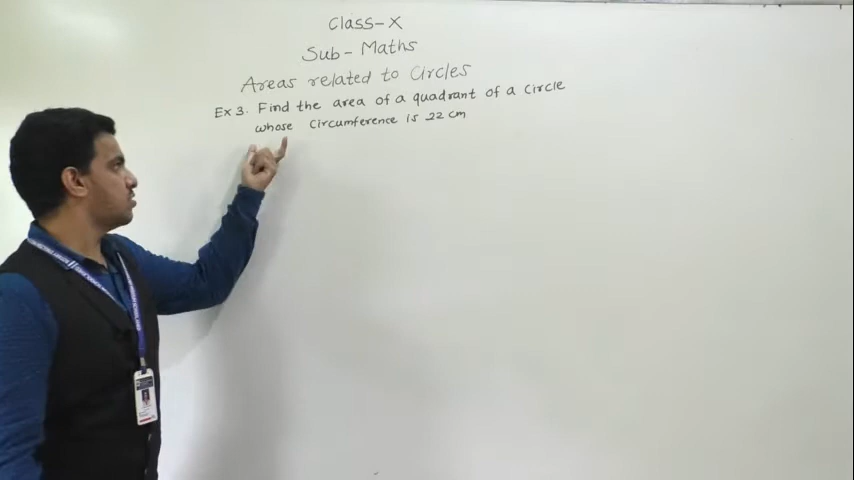 Class-X
Sub- Maths
Areas related to Circles
Ex 3. Find the area of a quadrant of a circle
whose circumference is 22 cm